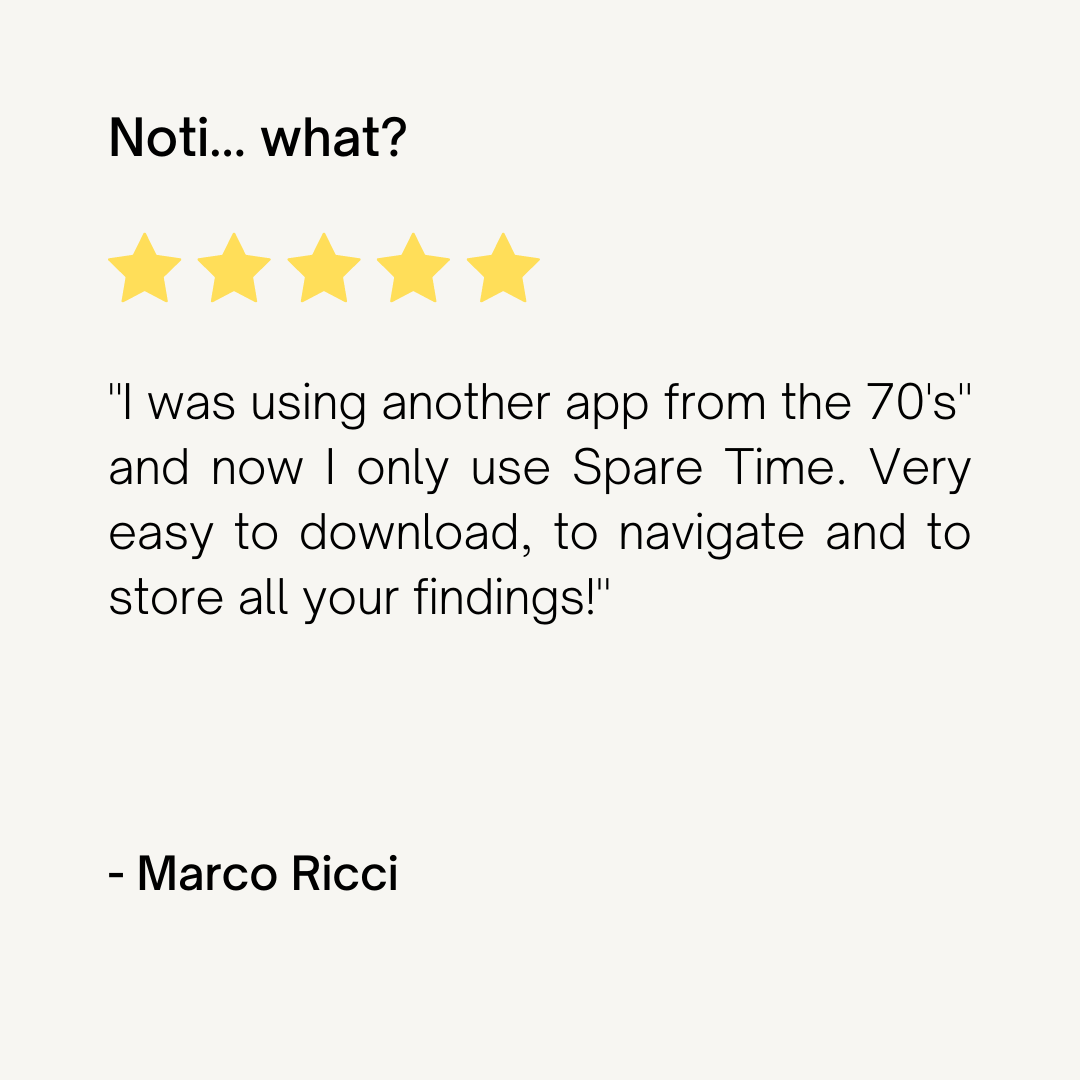 Noti... what?
"I was using another app from the 70's"
and now I only use Spare Time. Very
easy to download, to navigate and to
store all your findings!"
- Marco Ricci